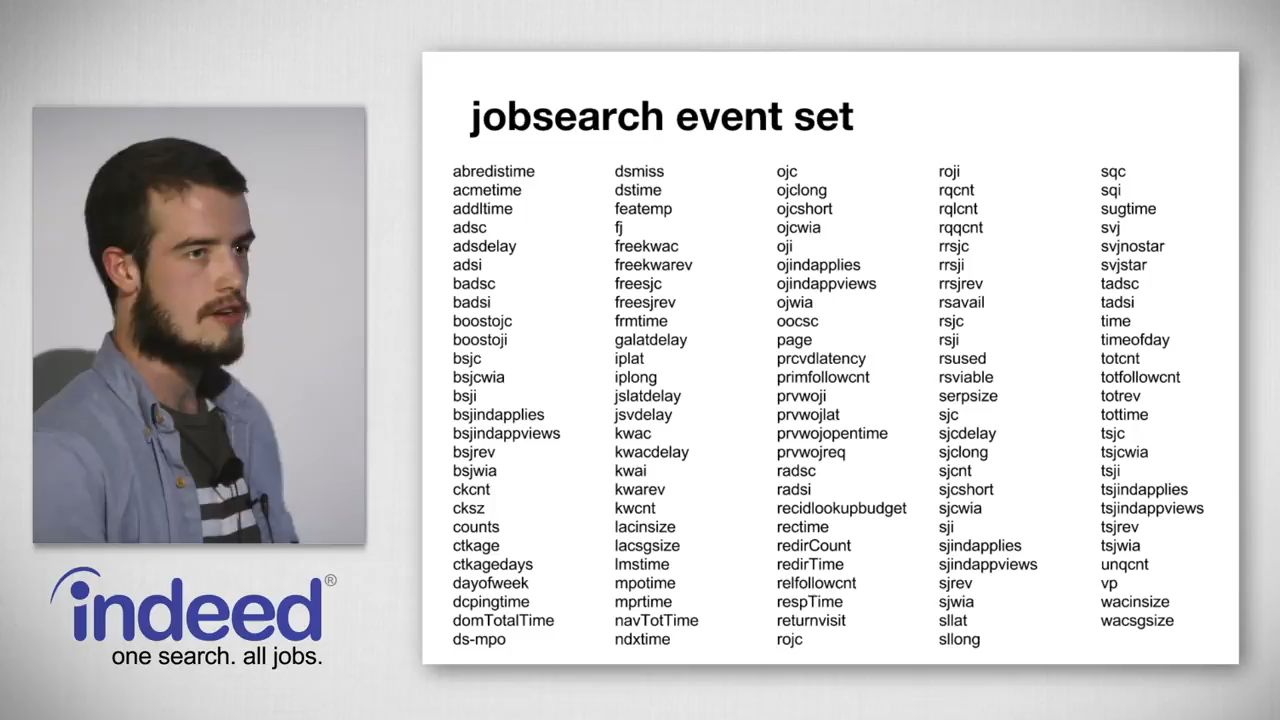 jobsearch event set
abredistime
acmetime
addltime
adsc
adsdelay
adsi
badsc
badsi
boostojc
boostoji
bsjc
bsjcwia
bsji
bsjindapplies
bsjindappviews
bsjrev
bsjwia
ckcnt
cksz
counts
ctkage
ctkagedays
dayofweek
dcpingtime
domTotalTime
ds-mpo
dsmiss
dstime
featemp
fj
freekwac
freekwarev
freesjc
freesjrev
frmtime
galatdelay
iplat
iplong
jslatdelay
jsvdelay
kwac
kwacdelay
kwai
kwarev
kwcnt
lacinsize
lacsgsize
lmstime
mpotime
mprtime
navTotTime
ndxtime
ojc
ojclong
ojcshort
ojcwia
oji
ojindapplies
ojindappviews
ojwia
oocsc
page
prcvdlatency
primfollowcnt
prvwoji
prvwojlat
prvwojopentime
prvwojreq
radsc
radsi
recidlookupbudget
rectime
redirCount
redirTime
relfollowcnt
respTime
returnvisit
rojc
roji
rqcnt
rqlcnt
rqqcnt
rrsjc
rrsji
rrsjrev
rsavail
rsjc
rsji
rsused
rsviable
serpsize
sjc
sjcdelay
sjclong
sjcnt
sjcshort
sjcwia
sji
sjindapplies
sjindappviews
sjrev
sjwia
sllat
sllong
sqc
sqi
sugtime
svj
svjnostar
svjstar
tadsc
tadsi
time
timeofday
totcnt
totfollowcnt
totrev
tottime
tsjc
tsjcwia
tsji
tsjindapplies
tsjindappviews
tsjrev
tsjwia
unqcnt
vp
wacinsize
wacsgsize
indeed®
one search. all jobs.